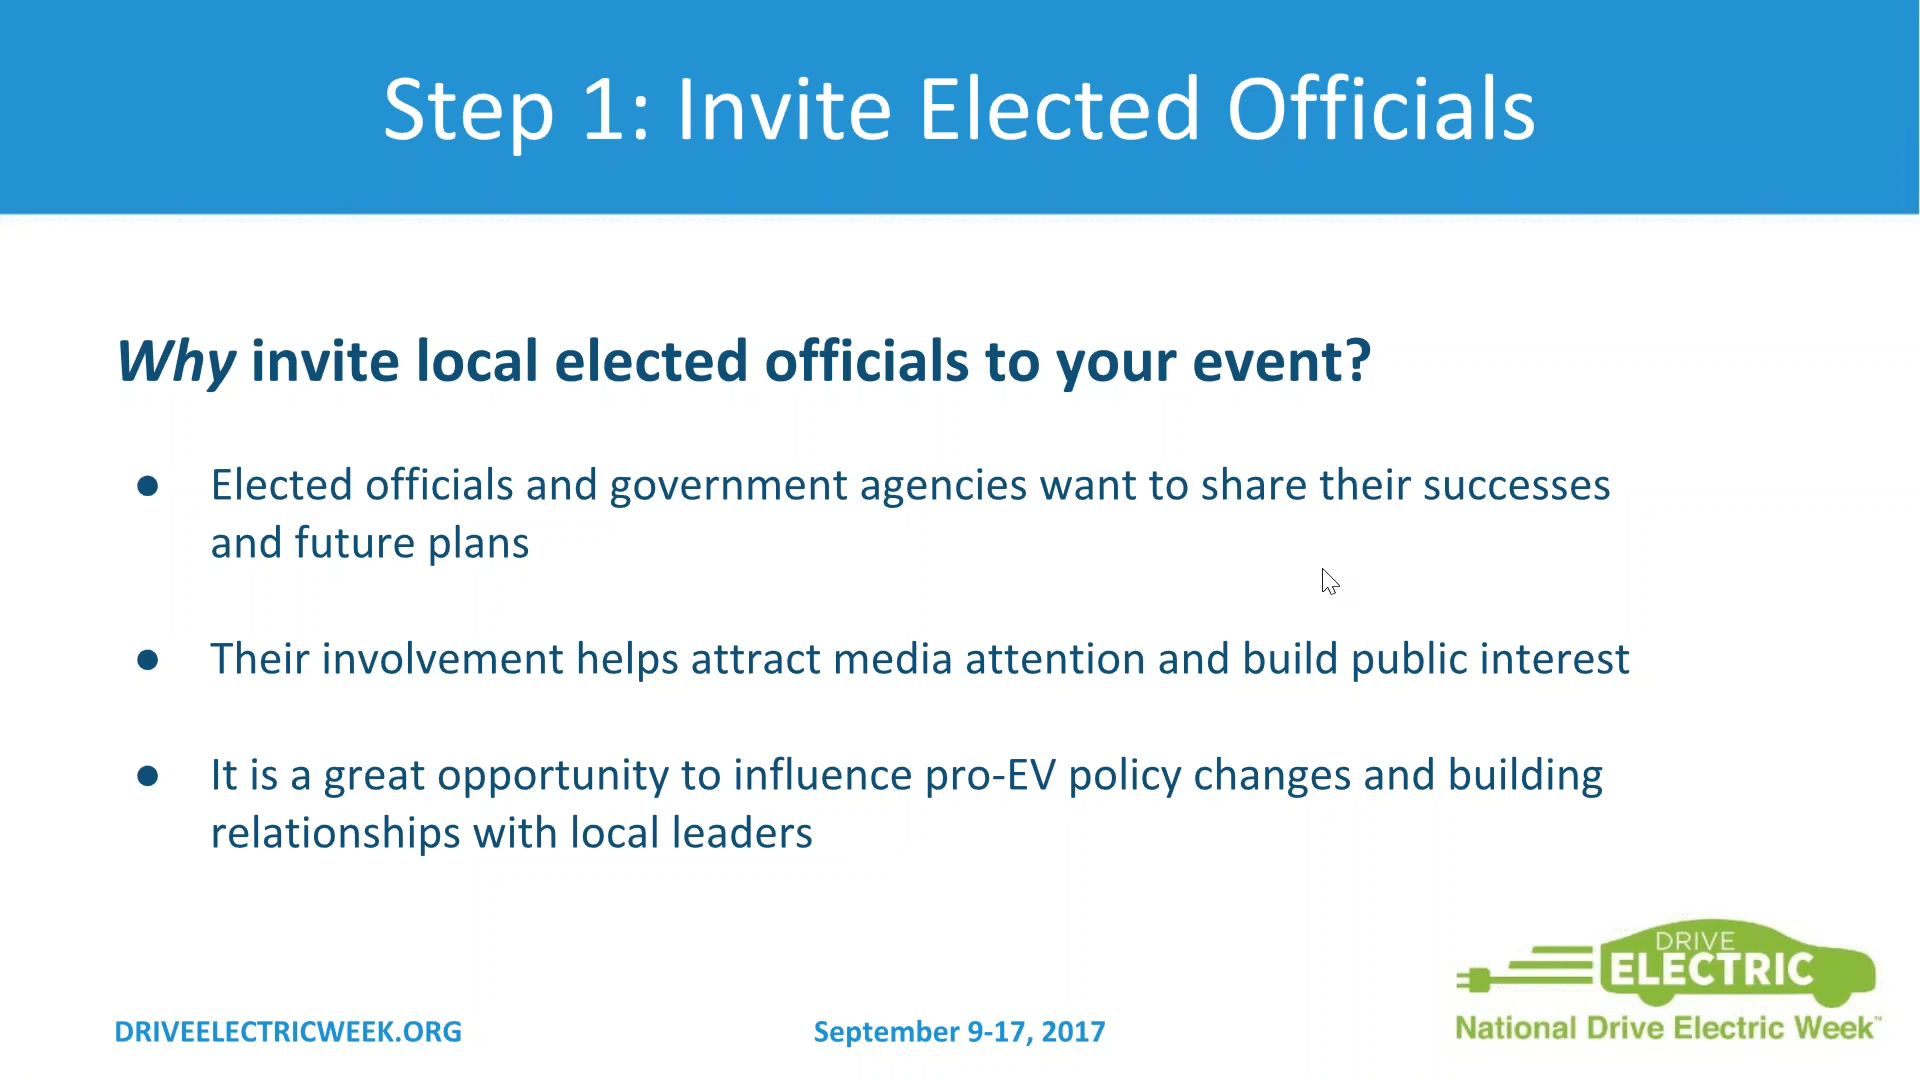 Step 1: Invite Elected Officials
Why invite local elected officials to your event?
● Elected officials and government agencies want to share their successes
and future plans
● Their involvement helps attract media attention and build public interest
● It is a great opportunity to influence pro-EV policy changes and building
relationships with local leaders
DRIVE
ELECTRIC
National Drive Electric Week™
DRIVEELECTRICWEEK.ORG
September 9-17, 2017